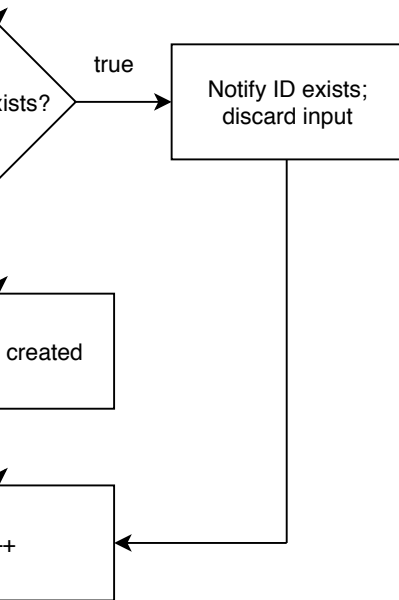 true
Notify ID exists;
discard input
xists?
created
++